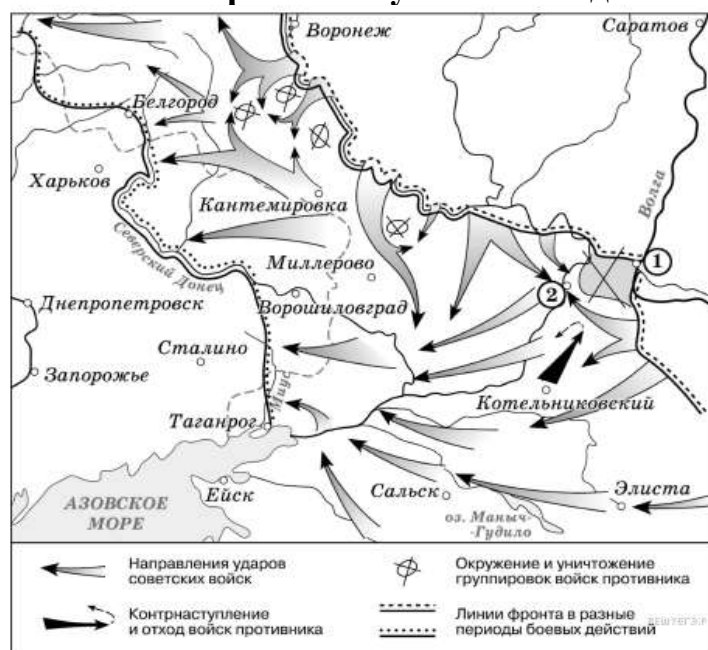 Воронеж
Саратов
Белгород
Харьков
Кантемировка
Волга
Северский Донец
Миллерово
1
2
Днепропетровск
Ворошиловград
Сталино
Запорожье
Миус
Котельниковский
Таганрог
АЗОВСКОЕ
МОРЕ
Ейск
Сальск
Элиста
оз. Маныч-
-Гудило
Направления ударов
советских войск
Окружение и уничтожение
группировок войск противника
Контрнаступление
и отход войск противника
Линии фронта в разные
периоды боевых действий